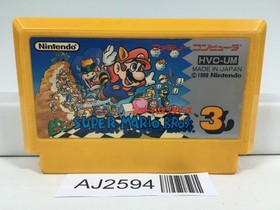 Nintendo
ファミリー コンピュータ
HVC-UM
MADE IN JAPAN
© 1988 Nintendo
SUPER MARIO BROS. 3
AJ2594